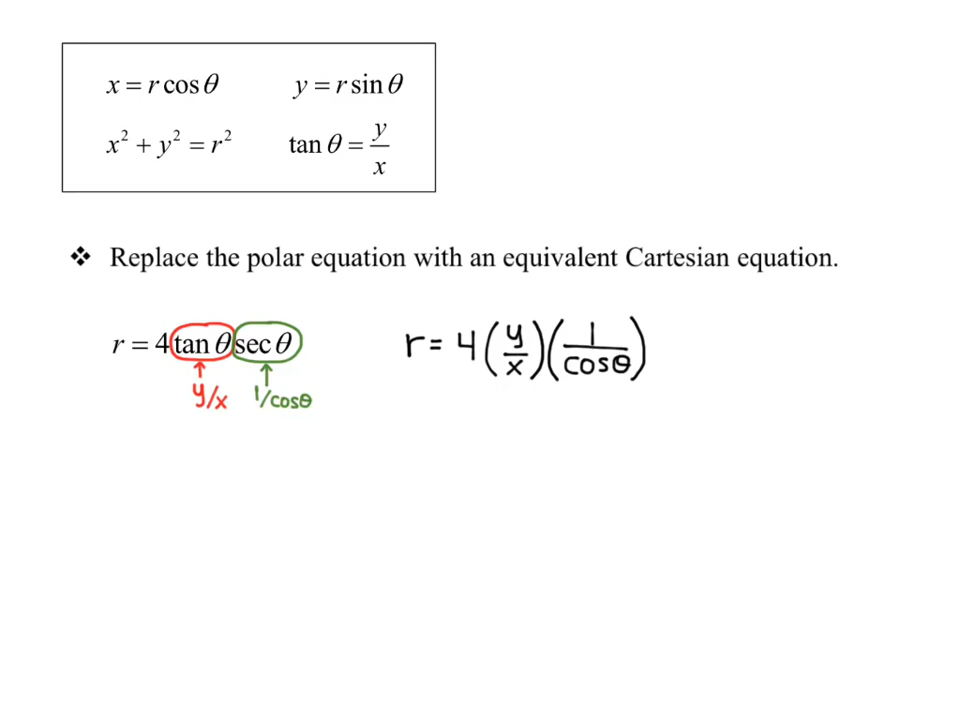 x = r cos θ    y = r sin θ
x² + y² = r²    tan θ = y/x
❖ Replace the polar equation with an equivalent Cartesian equation.
r = 4 tan θ sec θ    r = 4 (y/x) (1/cosθ)
↑ ↑
y/x    1/cosθ